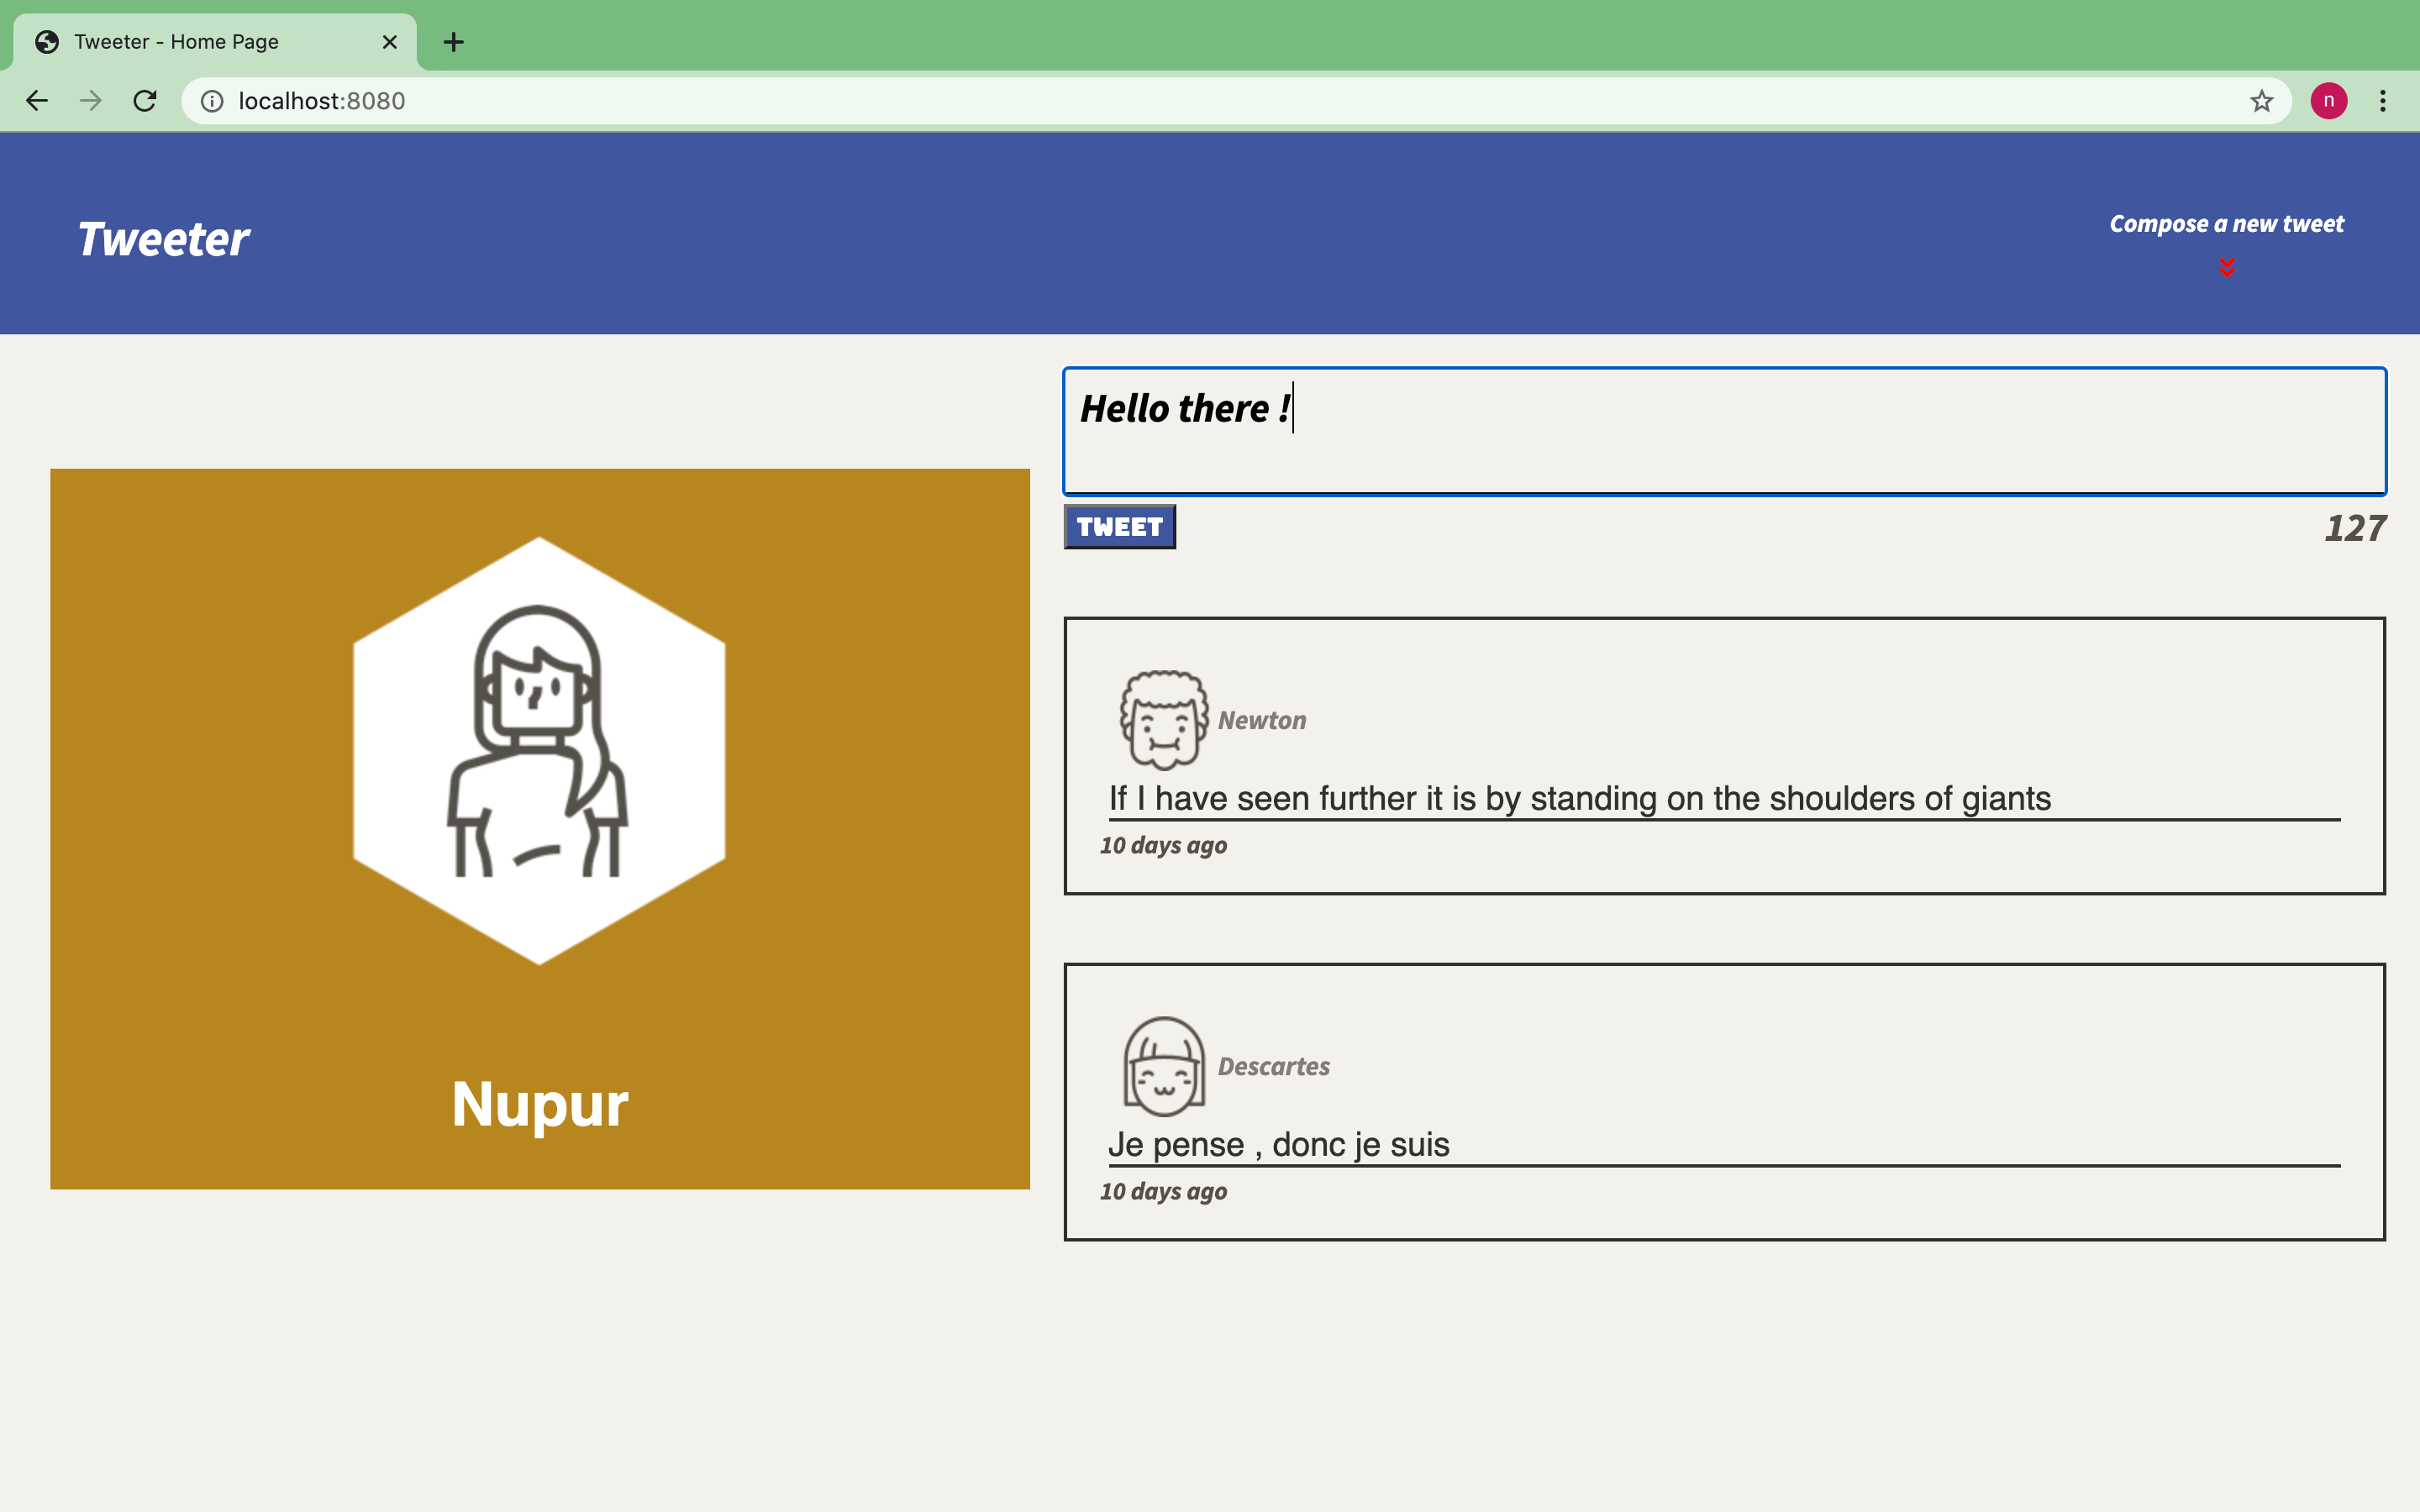 Tweeter - Home Page
localhost:8080
n
Tweeter
Compose a new tweet
Hello there !
TWEET
127
Nupur
Newton
If I have seen further it is by standing on the shoulders of giants
10 days ago
Descartes
Je pense , donc je suis
10 days ago